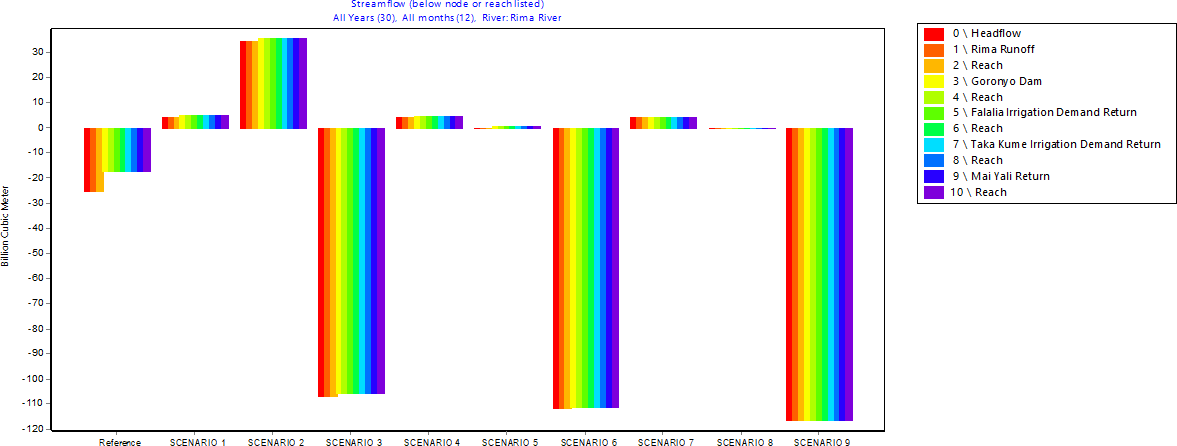 Streamflow (below node or reach listed)
All Years (30), All months (12), River: Rima River
Billion Cubic Meter
30
20
10
0
-10
-20
-30
-40
-50
-60
-70
-80
-90
-100
-110
-120
Reference SCENARIO 1 SCENARIO 2 SCENARIO 3 SCENARIO 4 SCENARIO 5 SCENARIO 6 SCENARIO 7 SCENARIO 8 SCENARIO 9
0 \ Headflow
1 \ Rima Runoff
2 \ Reach
3 \ Goronyo Dam
4 \ Reach
5 \ Falalia Irrigation Demand Return
6 \ Reach
7 \ Taka Kume Irrigation Demand Return
8 \ Reach
9 \ Mai Yali Return
10 \ Reach